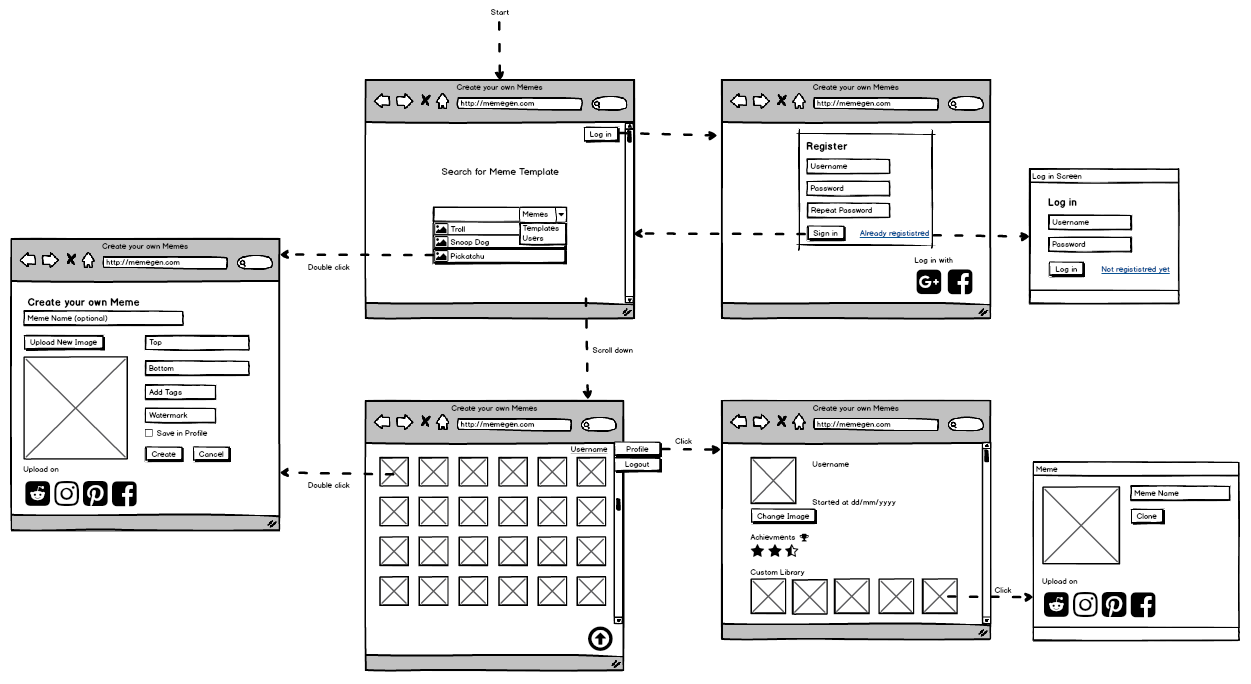 Start
Create your own Memes
http://memegen.com
Log in
Search for Meme Template
Memes
Templates
Users
Troll
Snoop Dog
Pickatchu
Create your own Memes
http://memegen.com
Register
Username
Password
Repeat Password
Sign in
Already regististred
Log in with
G+
Log in Screen
Log in
Username
Password
Log in
Not regististred yet
Double click
Create your own Memes
http://memegen.com
Create your own Meme
Meme Name (optional)
Upload New Image
Top
Bottom
Add Tags
Watermark
Save in Profile
Create
Cancel
Upload on
Scroll down
Create your own Memes
http://memegen.com
Username
Profile
Logout
Double click
Click
Create your own Memes
http://memegen.com
Username
Started at dd/mm/yyyy
Change Image
Achievments
Custom Library
Click
Meme
Meme Name
Clone
Upload on